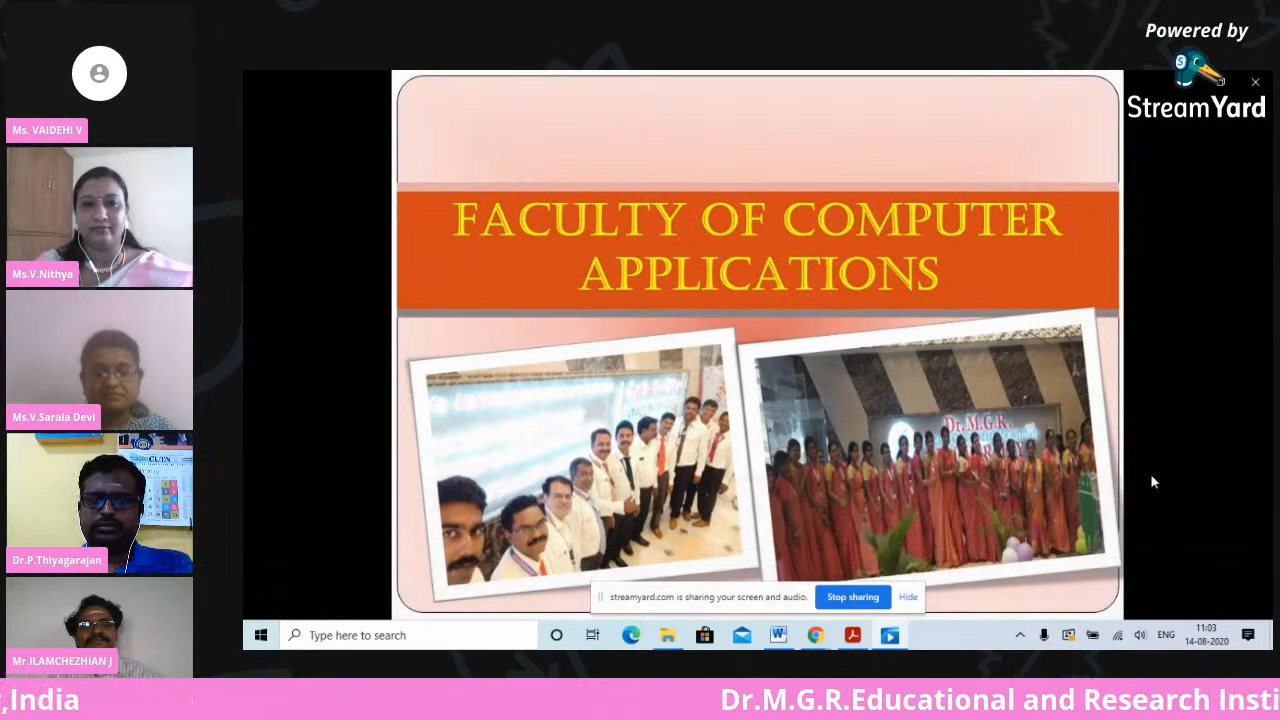 Powered by
StreamYard
Ms. VAIDEHI V
Ms.V.Nithya
Ms.V.Sarala Devi
CUTN
Dr.P.Thiyagarajan
Mr.ILAMCHEZHIAN J
FACULTY OF COMPUTER
APPLICATIONS
Dr.M.G.R.
streamyard.com is sharing your screen and audio.
Stop sharing
Hide
Type here to search
ENG
11:03
14-08-2020
,India
Dr.M.G.R.Educational and Research Insti